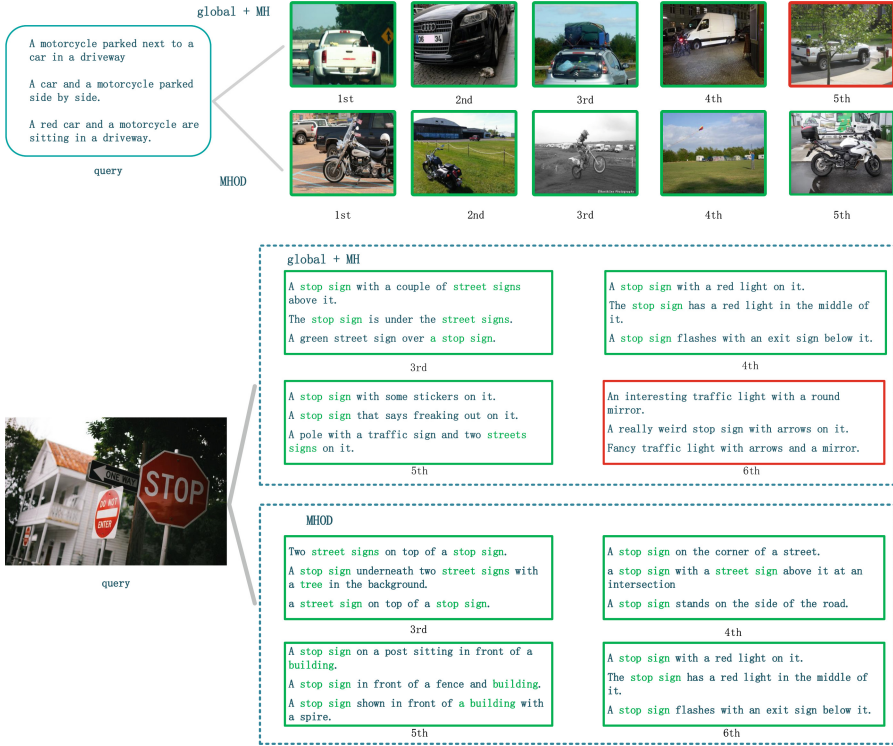 global + MH
A motorcycle parked next to a
car in a driveway
A car and a motorcycle parked
side by side.
A red car and a motorcycle are
sitting in a driveway.
query
MHOD
1st
2nd
3rd
4th
5th
1st
2nd
3rd
4th
5th
global + MH
A stop sign with a couple of street signs
above it.
The stop sign is under the street signs.
A green street sign over a stop sign.
3rd
A stop sign with a red light on it.
The stop sign has a red light in the middle of
it.
A stop sign flashes with an exit sign below it.
4th
A stop sign with some stickers on it.
A stop sign that says freaking out on it.
A pole with a traffic sign and two streets
signs on it.
5th
An interesting traffic light with a round
mirror.
A really weird stop sign with arrows on it.
Fancy traffic light with arrows and a mirror.
6th
ONE WAY
DO NOT
ENTER
STOP
query
MHOD
Two street signs on top of a stop sign.
A stop sign underneath two street signs with
a tree in the background.
a street sign on top of a stop sign.
3rd
A stop sign on the corner of a street.
a stop sign with a street sign above it at an
intersection
A stop sign stands on the side of the road.
4th
A stop sign on a post sitting in front of a
building.
A stop sign in front of a fence and building.
A stop sign shown in front of a building with
a spire.
5th
A stop sign with a red light on it.
The stop sign has a red light in the middle of
it.
A stop sign flashes with an exit sign below it.
6th